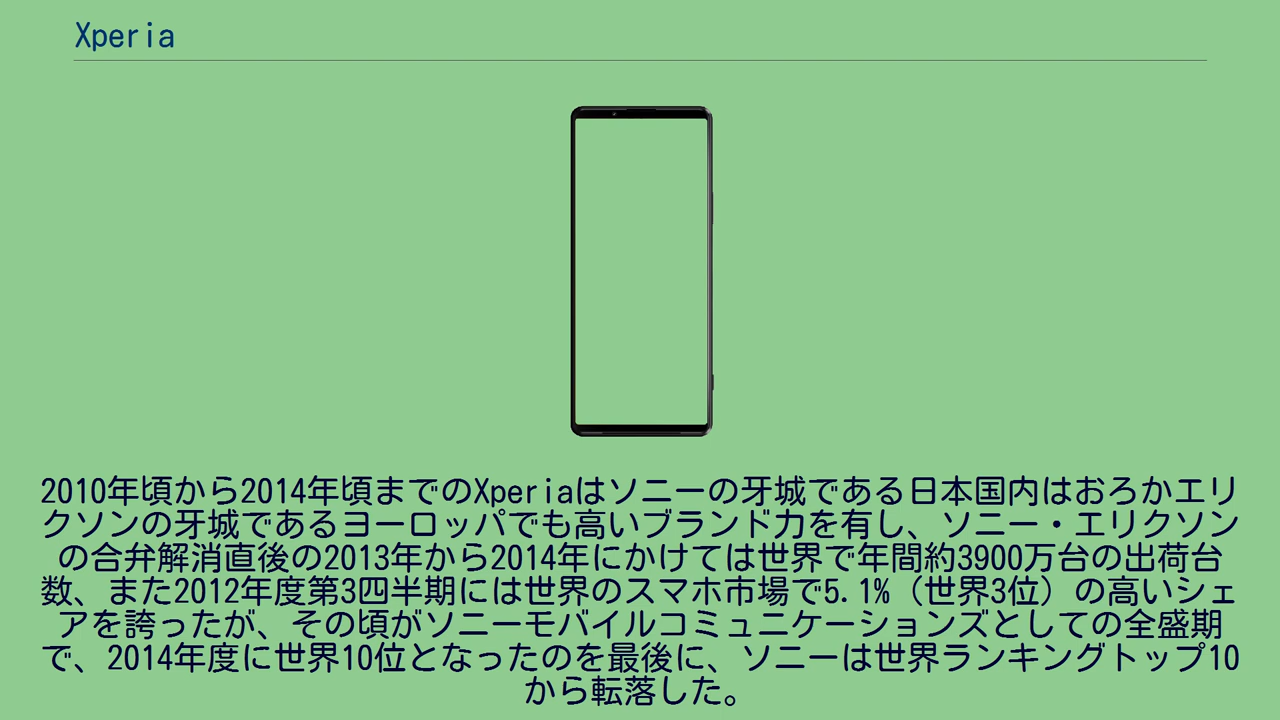 Xperia
2010年頃から2014年頃までのXperiaはソニーの牙城である日本国内はおろかエリ
クソンの牙城であるヨーロッパでも高いブランド力を有し、ソニー・エリクソン
の合弁解消直後の2013年から2014年にかけては世界で年間約3900万台の出荷台
数、また2012年度第3四半期には世界のスマホ市場で5.1%（世界3位）の高いシェ
アを誇ったが、その頃がソニーモバイルコミュニケーションズとしての全盛期
で、2014年度に世界10位となったのを最後に、ソニーは世界ランキングトップ10
から転落した。